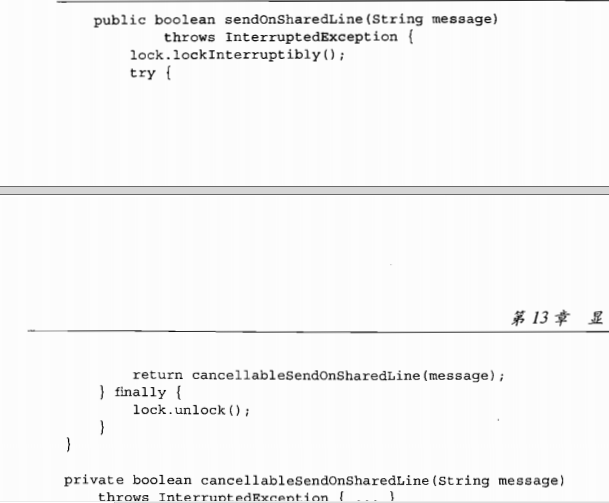 public boolean sendOnSharedLine(String message)
throws InterruptedException {
lock.lockInterruptibly();
try {
第 13 章 显
return cancellableSendOnSharedLine(message);
} finally {
lock.unlock();
}
}
private boolean cancellableSendOnSharedLine(String message)
throws InterruptedException { ... }